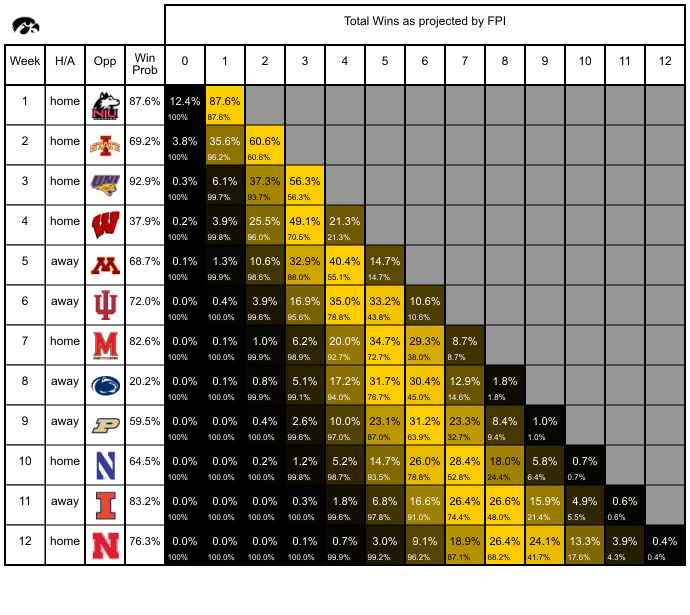 Total Wins as projected by FPI
Week H/A Opp Win Prob 0 1 2 3 4 5 6 7 8 9 10 11 12
1 home NIU 87.6% 12.4% 87.6%
100% 87.6%
2 home STATE 69.2% 3.8% 35.6% 60.6%
100% 96.2% 60.6%
3 home UNI 92.9% 0.3% 6.1% 37.3% 56.3%
100% 99.7% 93.7% 56.3%
4 home W 37.9% 0.2% 3.9% 25.5% 49.1% 21.3%
100% 99.8% 96.0% 70.5% 21.3%
5 away M 68.7% 0.1% 1.3% 10.6% 32.9% 40.4% 14.7%
100% 99.9% 98.6% 88.0% 55.1% 14.7%
6 away IU 72.0% 0.0% 0.4% 3.9% 16.9% 35.0% 33.2% 10.6%
100% 100.0% 99.6% 95.6% 78.8% 43.8% 10.6%
7 home M 82.6% 0.0% 0.1% 1.0% 6.2% 20.0% 34.7% 29.3% 8.7%
100% 100.0% 99.9% 98.9% 92.7% 72.7% 38.0% 8.7%
8 away 20.2% 0.0% 0.1% 0.8% 5.1% 17.2% 31.7% 30.4% 12.9% 1.8%
100% 100.0% 99.9% 99.1% 94.0% 76.7% 45.0% 14.6% 1.8%
9 away P 59.5% 0.0% 0.0% 0.4% 2.6% 10.0% 23.1% 31.2% 23.3% 8.4% 1.0%
100% 100.0% 100.0% 99.6% 97.0% 87.0% 63.9% 32.7% 9.4% 1.0%
10 home N 64.5% 0.0% 0.0% 0.2% 1.2% 5.2% 14.7% 26.0% 28.4% 18.0% 5.8% 0.7%
100% 100.0% 100.0% 99.8% 98.7% 93.5% 78.8% 52.8% 24.4% 6.4% 0.7%
11 away I 83.2% 0.0% 0.0% 0.0% 0.3% 1.8% 6.8% 16.6% 26.4% 26.6% 15.9% 4.9% 0.6%
100% 100.0% 100.0% 100.0% 99.6% 97.8% 91.0% 74.4% 48.0% 21.4% 5.5% 0.6%
12 home N 76.3% 0.0% 0.0% 0.0% 0.1% 0.7% 3.0% 9.1% 18.9% 26.4% 24.1% 13.3% 3.9% 0.4%
100% 100.0% 100.0% 100.0% 99.9% 99.2% 96.2% 87.1% 68.2% 41.7% 17.6% 4.3% 0.4%